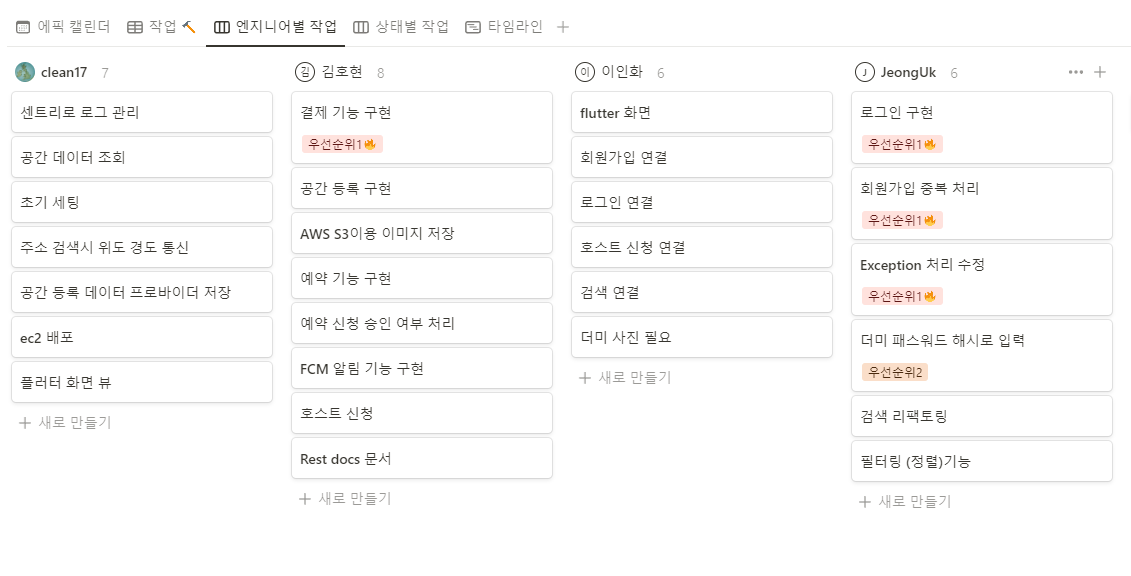 에픽 캘린더 작업🔨 엔지니어별 작업 상태별 작업 타임라인
clean17 7
센트리로 로그 관리
공간 데이터 조회
초기 세팅
주소 검색시 위도 경도 통신
공간 등록 데이터 프로바이더 저장
ec2 배포
플러터 화면 뷰
+ 새로 만들기
김 김호현 8
결제 기능 구현
우선순위1🔥
공간 등록 구현
AWS S3이용 이미지 저장
예약 기능 구현
예약 신청 승인 여부 처리
FCM 알림 기능 구현
호스트 신청
Rest docs 문서
+ 새로 만들기
이 이인화 6
flutter 화면
회원가입 연결
로그인 연결
호스트 신청 연결
검색 연결
더미 사진 필요
+ 새로 만들기
J JeongUk 6
로그인 구현
우선순위1🔥
회원가입 중복 처리
우선순위1🔥
Exception 처리 수정
우선순위1🔥
더미 패스워드 해시로 입력
우선순위2
검색 리팩토링
필터링 (정렬)기능
+ 새로 만들기